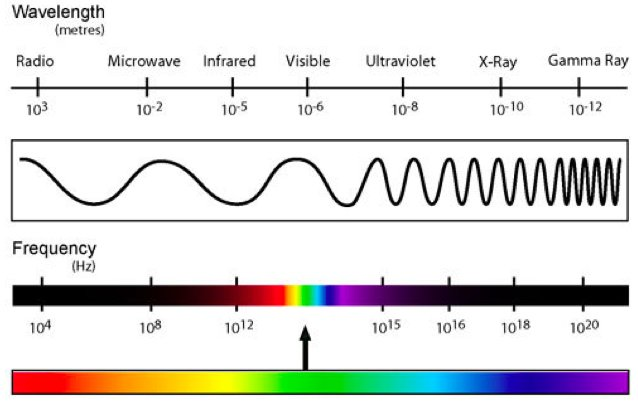 Wavelength
(metres)
Radio Microwave Infrared Visible Ultraviolet X-Ray Gamma Ray
10³ 10⁻² 10⁻⁵ 10⁻⁶ 10⁻⁸ 10⁻¹⁰ 10⁻¹²
Frequency
(Hz)
10⁴ 10⁸ 10¹² 10¹⁵ 10¹⁶ 10¹⁸ 10²⁰